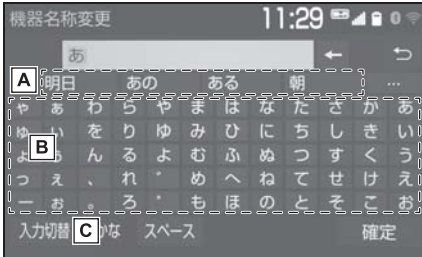 機器名称変更 11:29
あ
A 明日 あの ある 朝 …
ゃ ぁ わ ら や ま は な た さ か あ
ゅ ぃ を り ゆ み ひ に ち し き い
ょ ぅ ん る よ む ふ ぬ つ す く う
っ ぇ 、 れ ゛ め へ ね て せ け え
ー ぉ 。 ろ ゜ も ほ の と そ こ お
B
入力切替 かな スペース 確定
C